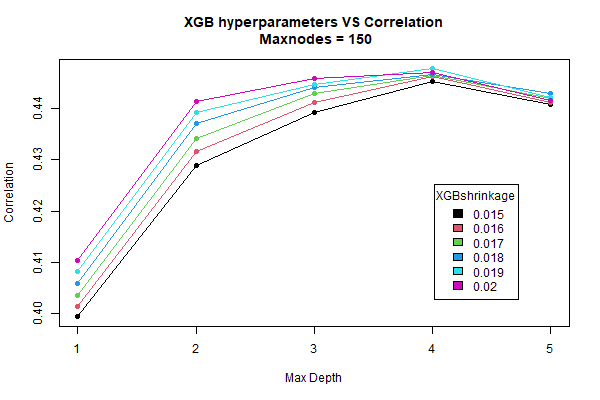 XGB hyperparameters VS Correlation
Maxnodes = 150
Correlation
0.44
0.43
0.42
0.41
0.40
XGBshrinkage
0.015
0.016
0.017
0.018
0.019
0.02
1 2 3 4 5
Max Depth